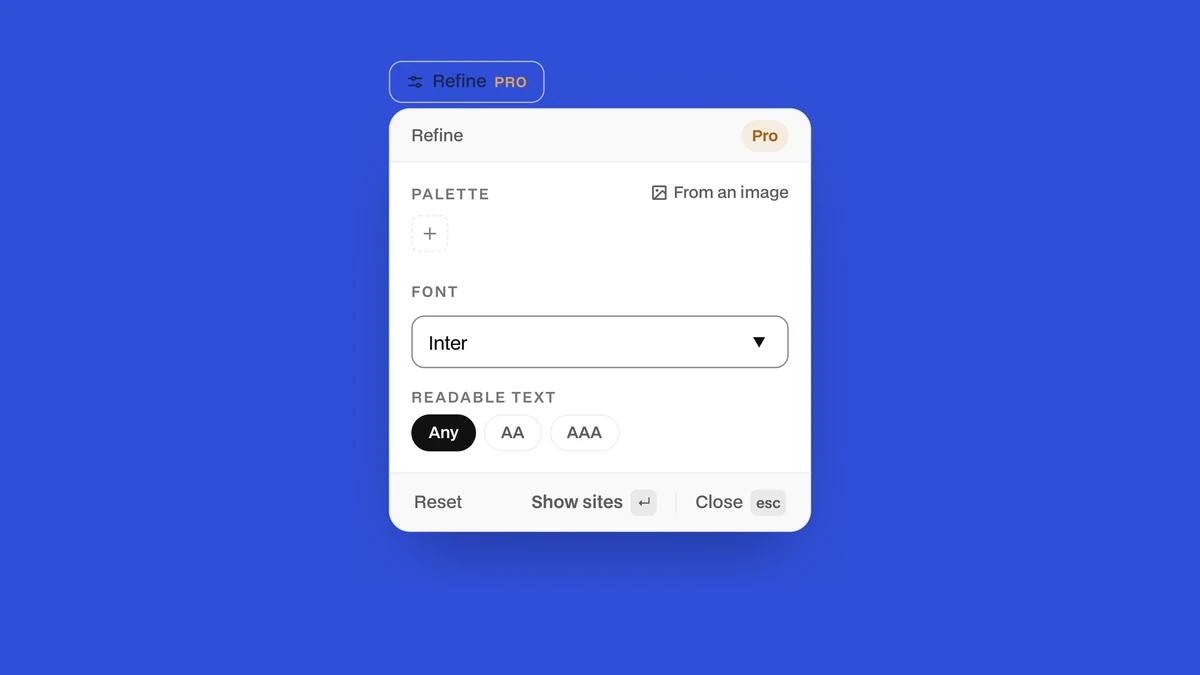 Refine PRO
Refine Pro
PALETTE From an image
FONT
Inter
READABLE TEXT
Any AA AAA
Reset Show sites ↵ Close esc